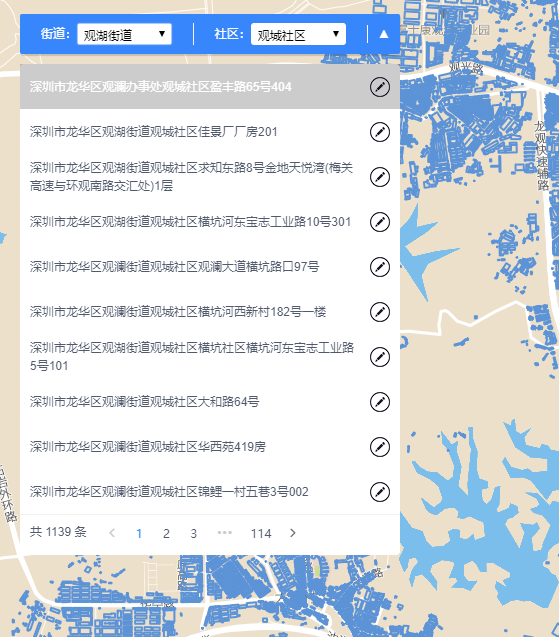 街道: 观湖街道 社区: 观城社区
深圳市龙华区观澜办事处观城社区盈丰路65号404
深圳市龙华区观湖街道观城社区佳景厂厂房201
深圳市龙华区观湖街道观城社区求知东路8号金地天悦湾(梅关
高速与环观南路交汇处)1层
深圳市龙华区观湖街道观城社区横坑河东宝志工业路10号301
深圳市龙华区观澜街道观城社区观澜大道横坑路口97号
深圳市龙华区观澜街道观城社区横坑河西新村182号一楼
深圳市龙华区观湖街道观城社区横坑社区横坑河东宝志工业路
5号101
深圳市龙华区观澜街道观城社区大和路64号
深圳市龙华区观澜街道观城社区华西苑419房
深圳市龙华区观澜街道观城社区锦鲤一村五巷3号002
共 1139 条 1 2 3 ••• 114
观光路
龙观快速辅路
石岩外环路